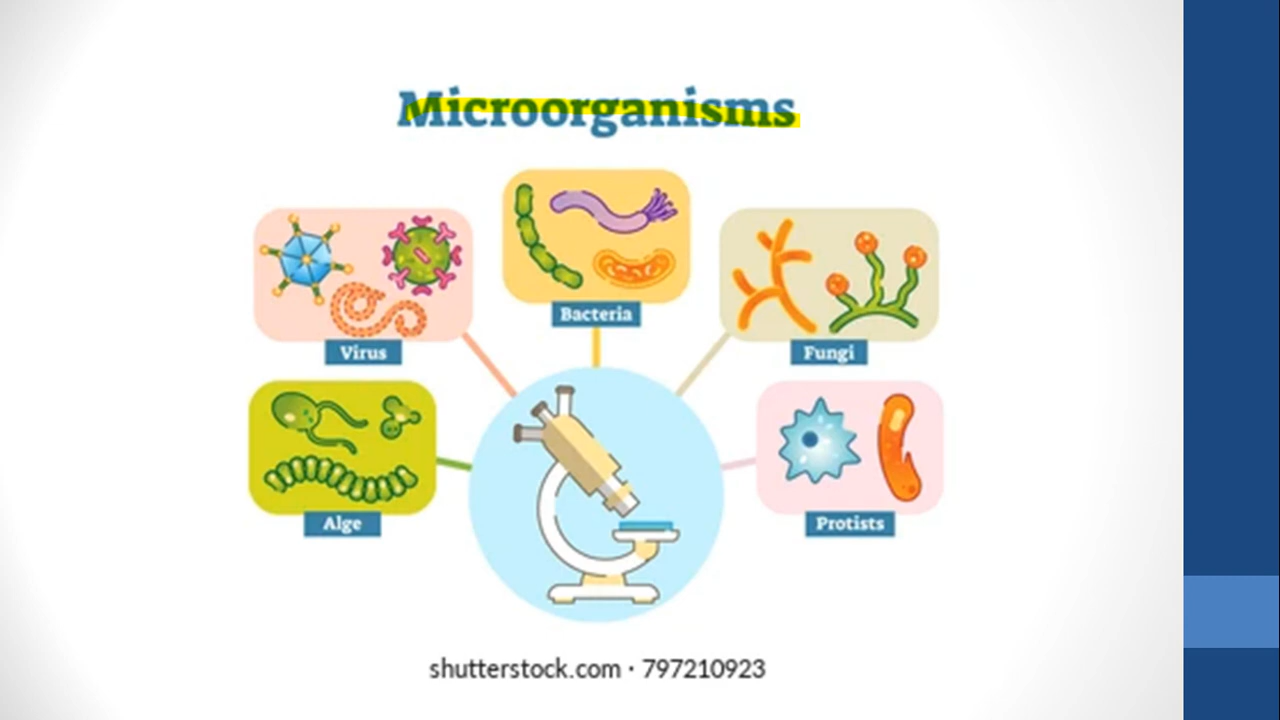 Microorganisms
Bacteria
Virus
Fungi
Alge
Protists
shutterstock.com · 797210923